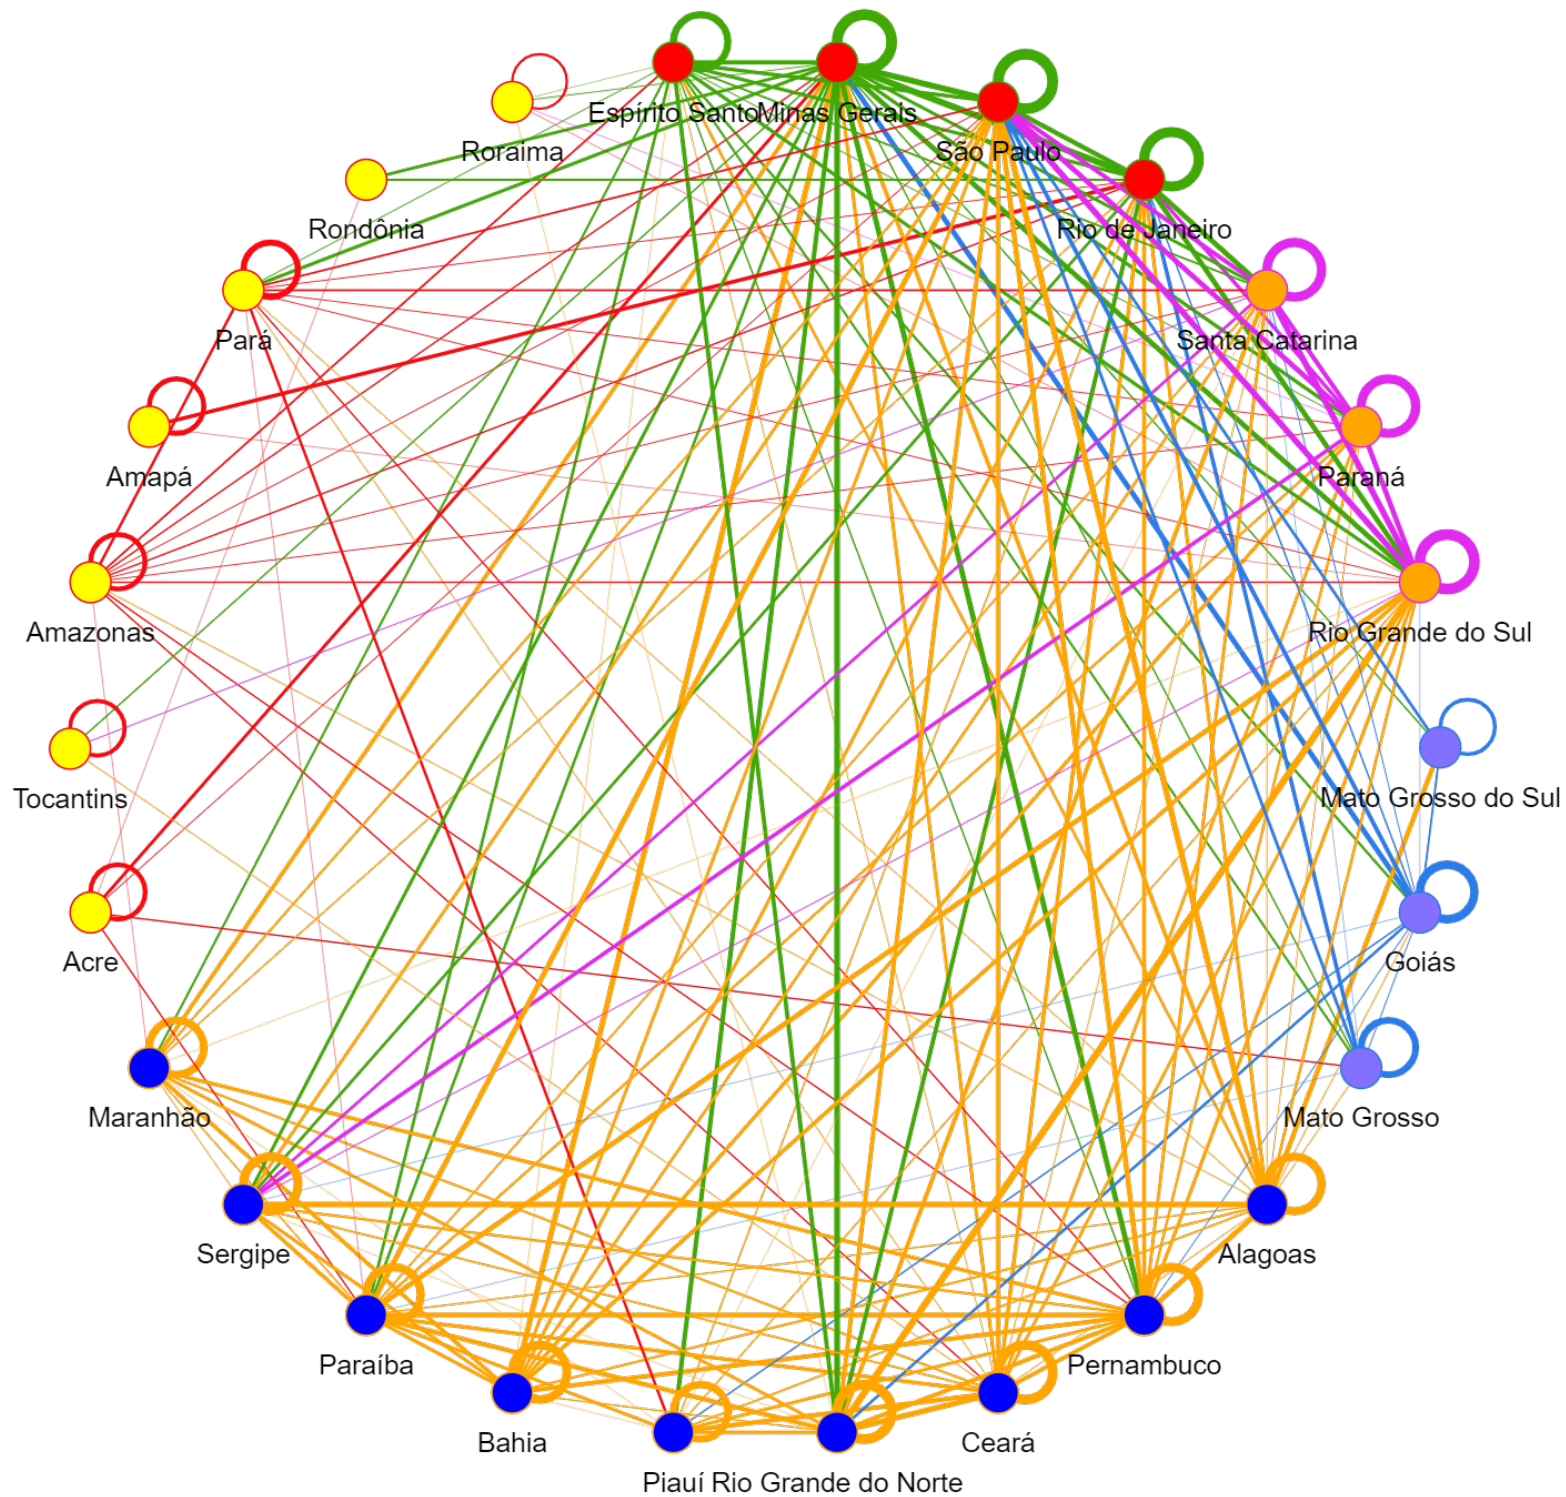 Espírito Santo
Minas Gerais
Roraima
São Paulo
Rondônia
Rio de Janeiro
Pará
Santa Catarina
Amapá
Paraná
Amazonas
Rio Grande do Sul
Tocantins
Mato Grosso do Sul
Acre
Goiás
Maranhão
Mato Grosso
Sergipe
Alagoas
Paraíba
Pernambuco
Bahia
Ceará
Piauí
Rio Grande do Norte